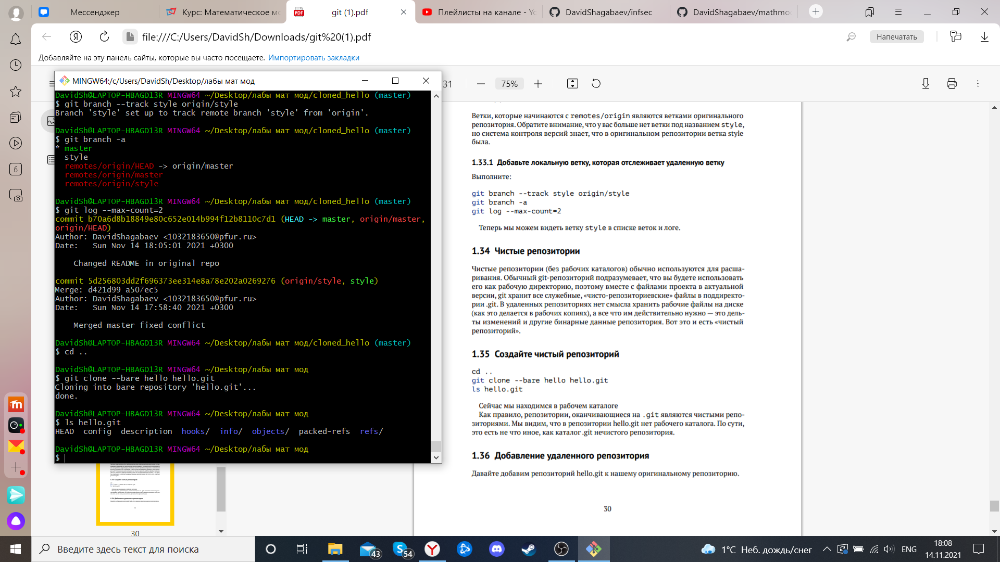 Мессенджер
Курс: Математическое мо
git (1).pdf
Плейлисты на канале - Yo
DavidShagabaev/infsec
DavidShagabaev/mathmo
file:///C:/Users/DavidSh/Downloads/git%20(1).pdf
Напечатать
Добавляйте на эту панель сайты, которые вы часто посещаете. Импортировать закладки
MINGW64:/c/Users/DavidSh/Desktop/лабы мат мод
31
75%
DavidSh@LAPTOP-HBAGD13R MINGW64 ~/Desktop/лабы мат мод/cloned_hello (master)
$ git branch --track style origin/style
Branch 'style' set up to track remote branch 'style' from 'origin'.
DavidSh@LAPTOP-HBAGD13R MINGW64 ~/Desktop/лабы мат мод/cloned_hello (master)
$ git branch -a
* master
style
remotes/origin/HEAD -> origin/master
remotes/origin/master
remotes/origin/style
DavidSh@LAPTOP-HBAGD13R MINGW64 ~/Desktop/лабы мат мод/cloned_hello (master)
$ git log --max-count=2
commit b70a6d8b18849e80c652e014b994f12b8110c7d1 (HEAD -> master, origin/master,
origin/HEAD)
Author: DavidShagabaev <1032183650@pfur.ru>
Date:   Sun Nov 14 18:05:01 2021 +0300
Changed README in original repo
commit 5d256803dd2f696373ee314e8a78e202a0269276 (origin/style, style)
Merge: d421d99 a507ec5
Author: DavidShagabaev <1032183650@pfur.ru>
Date:   Sun Nov 14 17:58:40 2021 +0300
Merged master fixed conflict
DavidSh@LAPTOP-HBAGD13R MINGW64 ~/Desktop/лабы мат мод/cloned_hello (master)
$ cd ..
DavidSh@LAPTOP-HBAGD13R MINGW64 ~/Desktop/лабы мат мод
$ git clone --bare hello hello.git
Cloning into bare repository 'hello.git'...
done.
DavidSh@LAPTOP-HBAGD13R MINGW64 ~/Desktop/лабы мат мод
$ ls hello.git
HEAD  config  description  hooks/  info/  objects/  packed-refs  refs/
DavidSh@LAPTOP-HBAGD13R MINGW64 ~/Desktop/лабы мат мод
$
Ветки, которые начинаются с remotes/origin являются ветками оригинального
репозитория. Обратите внимание, что у вас больше нет ветки под названием style,
но система контроля версий знает, что в оригинальном репозитории ветка style
была.
1.33.1 Добавьте локальную ветку, которая отслеживает удаленную ветку
Выполните:
git branch --track style origin/style
git branch -a
git log --max-count=2
Теперь мы можем видеть ветку style в списке веток и логе.
1.34 Чистые репозитории
Чистые репозитории (без рабочих каталогов) обычно используются для расша-
ривания. Обычный git-репозиторий подразумевает, что вы будете использовать
его как рабочую директорию, поэтому вместе с файлами проекта в актуальной
версии, git хранит все служебные, «чисто-репозиториевские» файлы в поддиректо-
рии .git. В удаленных репозиториях нет смысла хранить рабочие файлы на диске
(как это делается в рабочих копиях), а все что им действительно нужно — это дель-
ты изменений и другие бинарные данные репозитория. Вот это и есть «чистый
репозиторий».
1.35 Создайте чистый репозиторий
cd ..
git clone --bare hello hello.git
ls hello.git
Сейчас мы находимся в рабочем каталоге
Как правило, репозитории, оканчивающиеся на .git являются чистыми репо-
зиториями. Мы видим, что в репозитории hello.git нет рабочего каталога. По сути,
это есть не что иное, как каталог .git нечистого репозитория.
1.36 Добавление удаленного репозитория
Давайте добавим репозиторий hello.git к нашему оригинальному репозиторию.
30
30
6
Введите здесь текст для поиска
43
54
1°C Неб. дождь/снег
ENG
18:08
14.11.2021